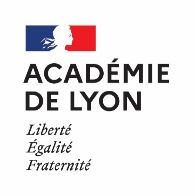 ACADÉMIE
DE LYON
Liberté
Égalité
Fraternité